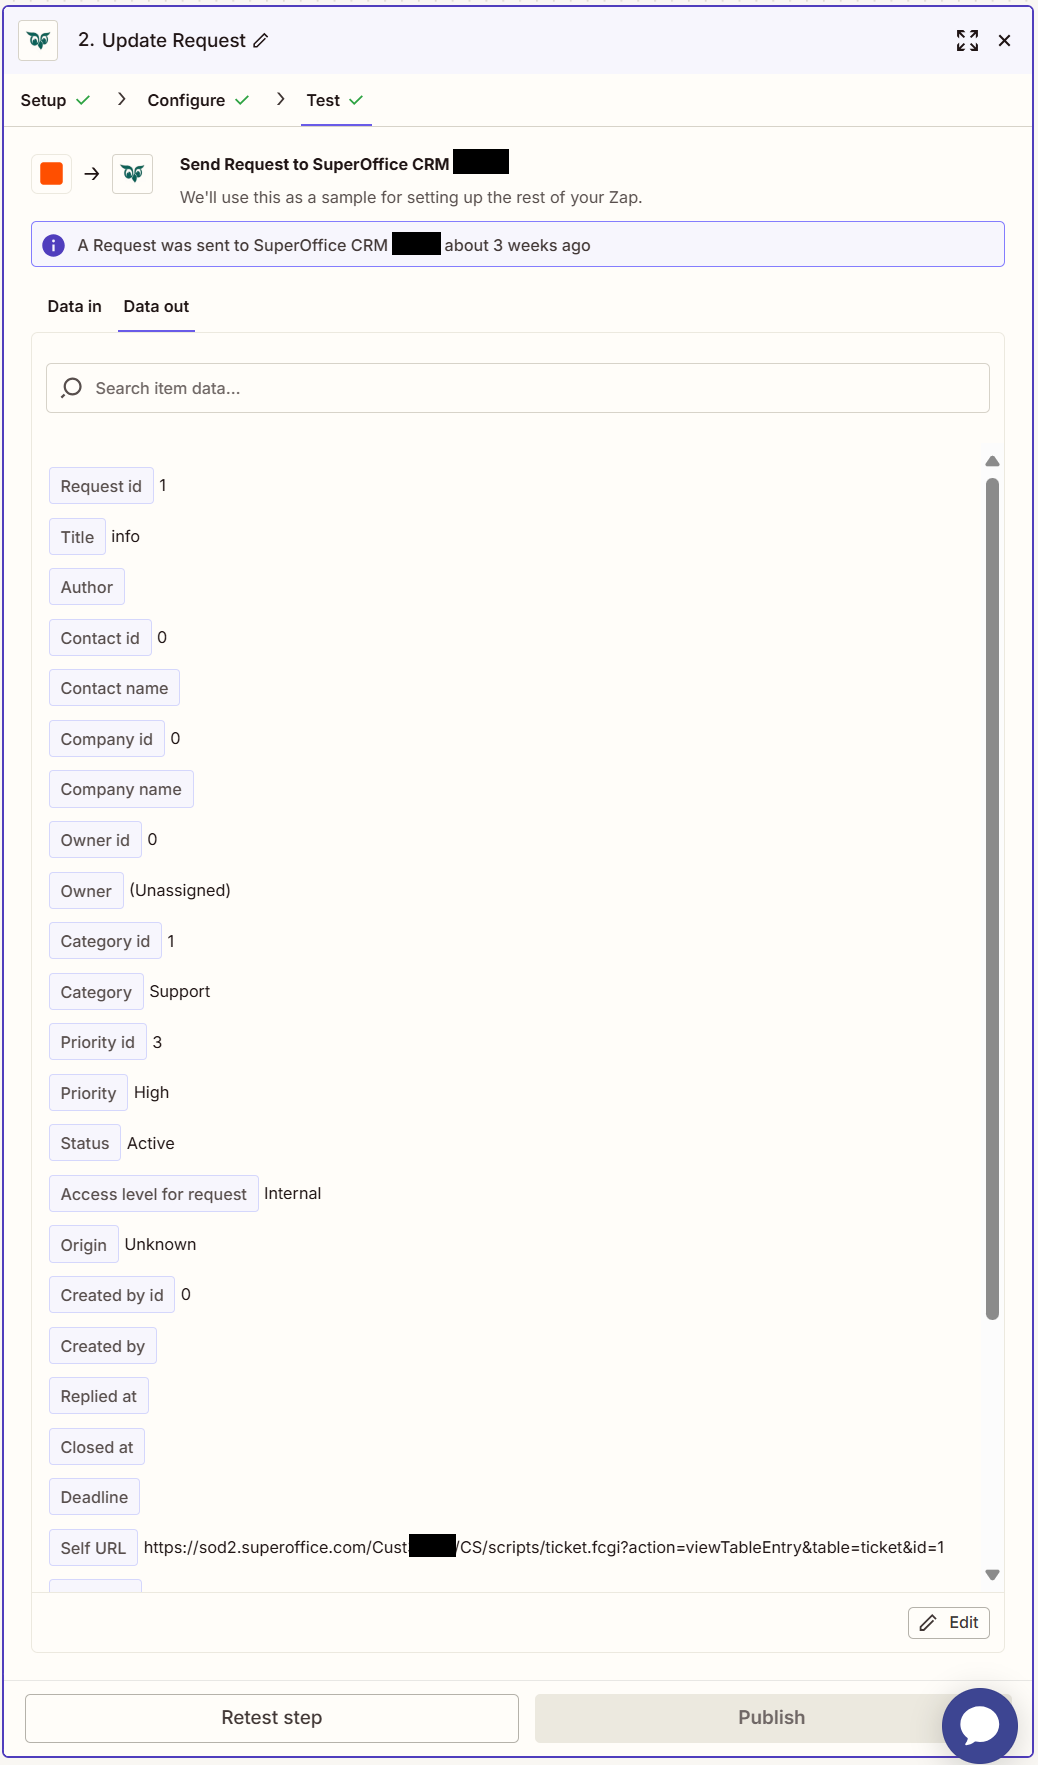 2. Update Request
Setup
Configure
Test
Send Request to SuperOffice CRM
We'll use this as a sample for setting up the rest of your Zap.
A Request was sent to SuperOffice CRM about 3 weeks ago
Data in
Data out
Search item data...
Request id 1
Title info
Author
Contact id 0
Contact name
Company id 0
Company name
Owner id 0
Owner (Unassigned)
Category id 1
Category Support
Priority id 3
Priority High
Status Active
Access level for request Internal
Origin Unknown
Created by id 0
Created by
Replied at
Closed at
Deadline
Self URL https://sod2.superoffice.com/Cust /CS/scripts/ticket.fcgi?action=viewTableEntry&table=ticket&id=1
Edit
Retest step
Publish